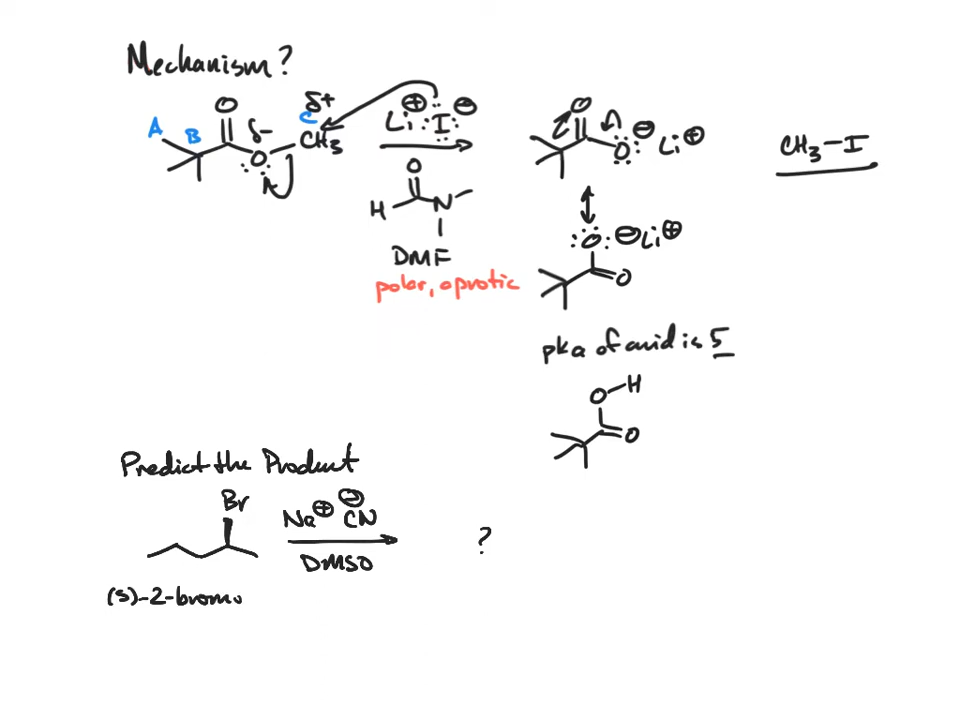 Mechanism?
A B C
O δ- δ+
O CH₃
Li⊕ I⊖
O
H N
DMF
polar, aprotic
O O⊖ Li⊕
CH₃-I
O⊖ Li⊕
O
pka of acid is 5
O-H
O
Predict the Product
Br
Na⊕ ⊖CN
DMSO
?
(S)-2-bromo